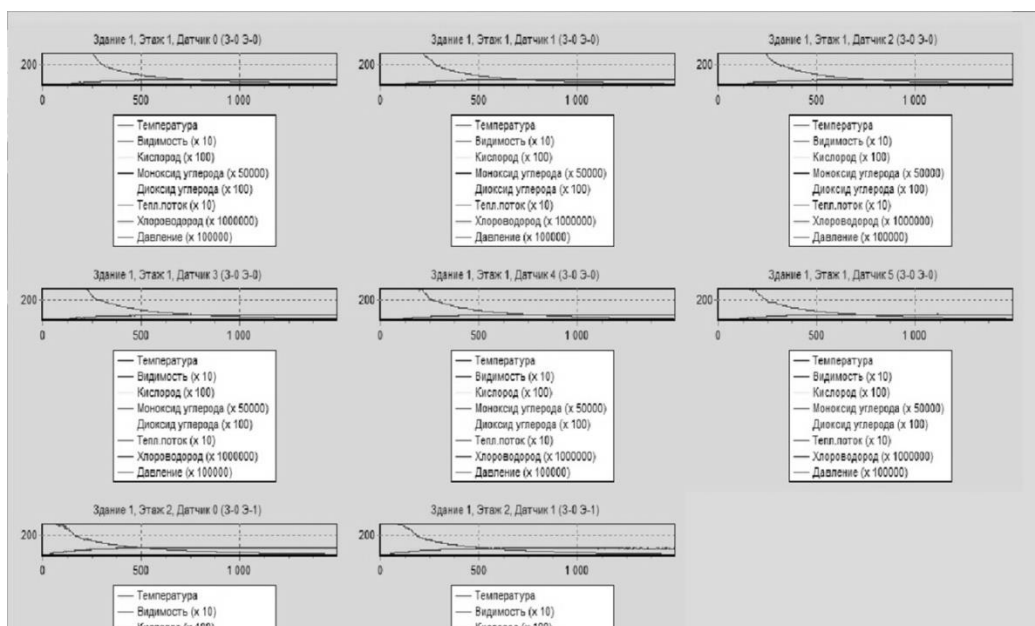 Здание 1, Этаж 1, Датчик 0 (З-0 Э-0)
200
0 500 1 000
Температура
Видимость (x 10)
Кислород (x 100)
Моноксид углерода (x 50000)
Диоксид углерода (x 100)
Тепл.поток (x 10)
Хлороводород (x 1000000)
Давление (x 100000)
Здание 1, Этаж 1, Датчик 1 (З-0 Э-0)
200
0 500 1 000
Температура
Видимость (x 10)
Кислород (x 100)
Моноксид углерода (x 50000)
Диоксид углерода (x 100)
Тепл.поток (x 10)
Хлороводород (x 1000000)
Давление (x 100000)
Здание 1, Этаж 1, Датчик 2 (З-0 Э-0)
200
0 500 1 000
Температура
Видимость (x 10)
Кислород (x 100)
Моноксид углерода (x 50000)
Диоксид углерода (x 100)
Тепл.поток (x 10)
Хлороводород (x 1000000)
Давление (x 100000)
Здание 1, Этаж 1, Датчик 3 (З-0 Э-0)
200
0 500 1 000
Температура
Видимость (x 10)
Кислород (x 100)
Моноксид углерода (x 50000)
Диоксид углерода (x 100)
Тепл.поток (x 10)
Хлороводород (x 1000000)
Давление (x 100000)
Здание 1, Этаж 1, Датчик 4 (З-0 Э-0)
200
0 500 1 000
Температура
Видимость (x 10)
Кислород (x 100)
Моноксид углерода (x 50000)
Диоксид углерода (x 100)
Тепл.поток (x 10)
Хлороводород (x 1000000)
Давление (x 100000)
Здание 1, Этаж 1, Датчик 5 (З-0 Э-0)
200
0 500 1 000
Температура
Видимость (x 10)
Кислород (x 100)
Моноксид углерода (x 50000)
Диоксид углерода (x 100)
Тепл.поток (x 10)
Хлороводород (x 1000000)
Давление (x 100000)
Здание 1, Этаж 2, Датчик 0 (З-0 Э-1)
200
0 500 1 000
Температура
Видимость (x 10)
Здание 1, Этаж 2, Датчик 1 (З-0 Э-1)
200
0 500 1 000
Температура
Видимость (x 10)